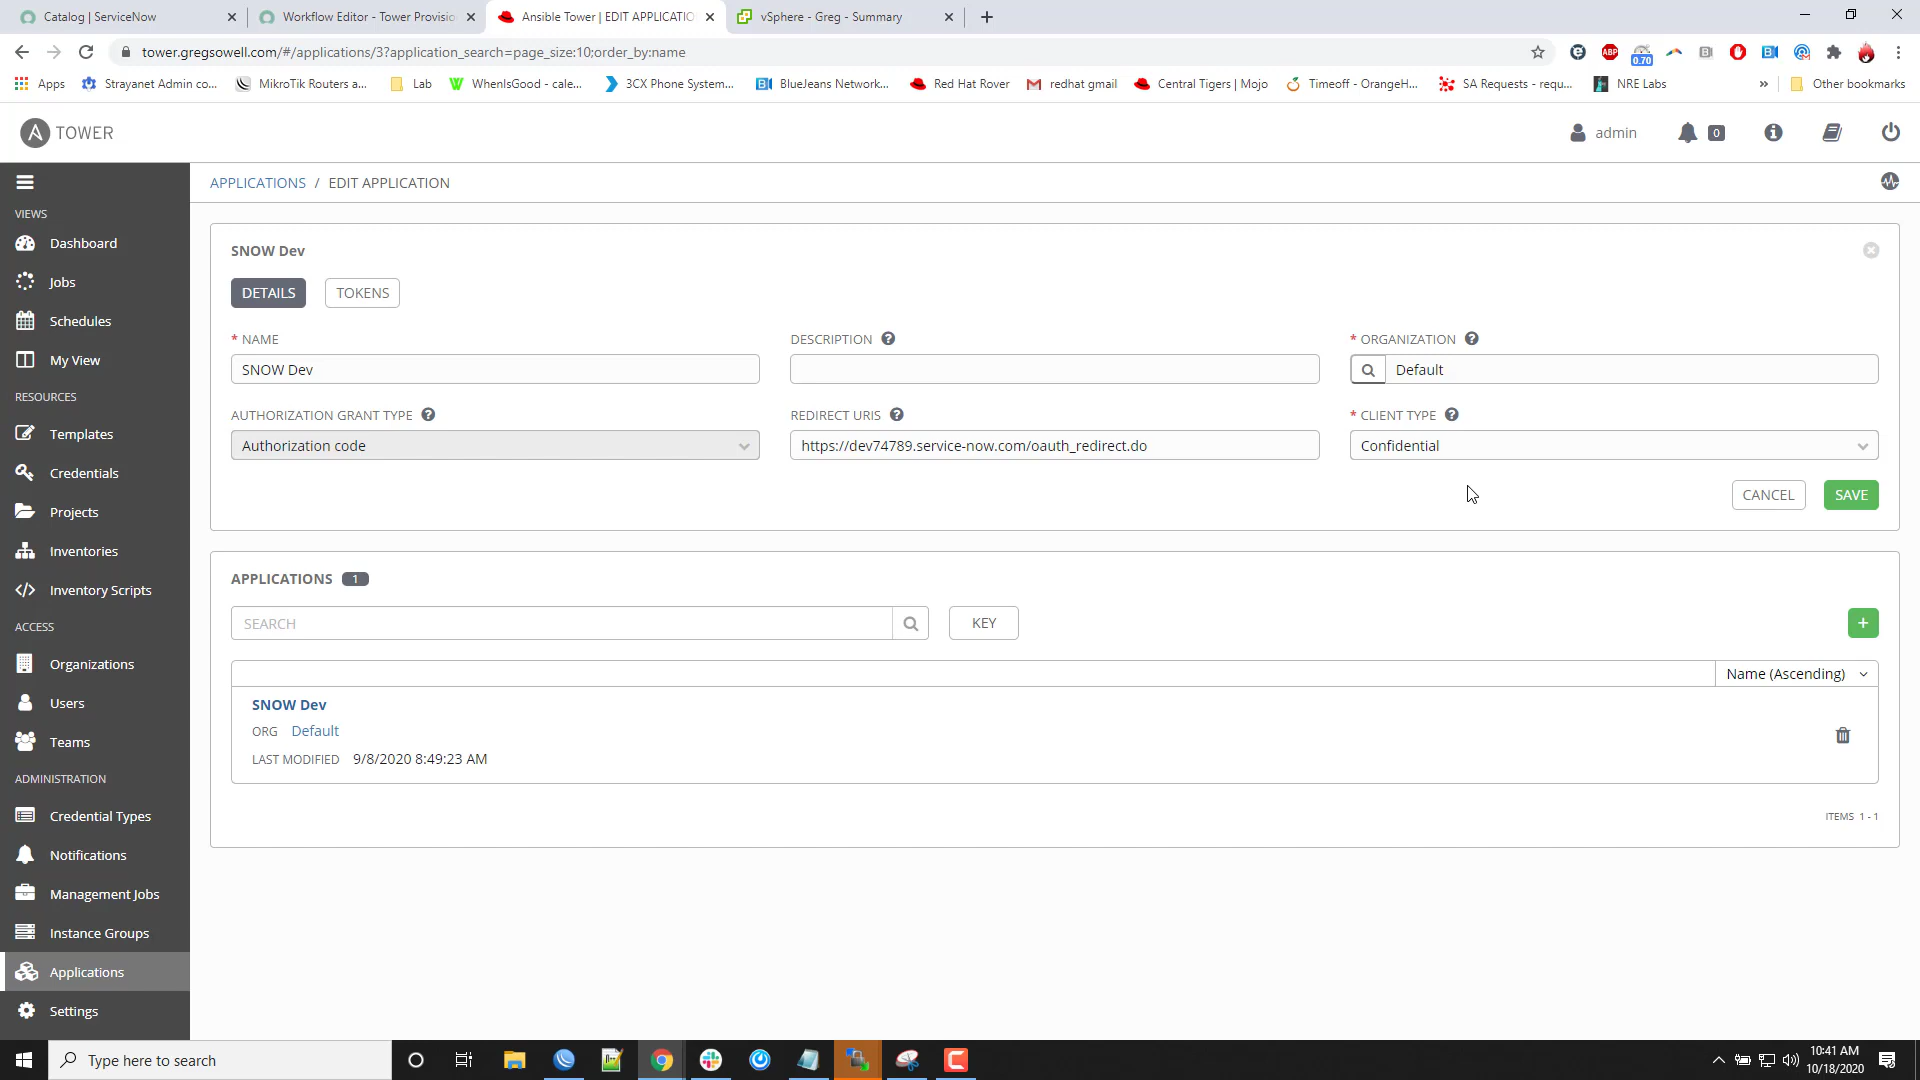 Catalog | ServiceNow
Workflow Editor - Tower Provisio
Ansible Tower | EDIT APPLICATIO
vSphere - Greg - Summary
tower.gregsowell.com/#/applications/3?application_search=page_size:10;order_by:name
ABP
0.70
Apps
Strayanet Admin co...
MikroTik Routers a...
Lab
WhenIsGood - cale...
3CX Phone System...
BlueJeans Network...
Red Hat Rover
redhat gmail
Central Tigers | Mojo
Timeoff - OrangeH...
SA Requests - requ...
NRE Labs
»
Other bookmarks
A TOWER
admin
0
VIEWS
Dashboard
Jobs
Schedules
My View
RESOURCES
Templates
Credentials
Projects
Inventories
Inventory Scripts
ACCESS
Organizations
Users
Teams
ADMINISTRATION
Credential Types
Notifications
Management Jobs
Instance Groups
Applications
Settings
APPLICATIONS / EDIT APPLICATION
SNOW Dev
DETAILS
TOKENS
* NAME
SNOW Dev
DESCRIPTION
* ORGANIZATION
Default
AUTHORIZATION GRANT TYPE
Authorization code
REDIRECT URIS
https://dev74789.service-now.com/oauth_redirect.do
* CLIENT TYPE
Confidential
CANCEL
SAVE
APPLICATIONS 1
SEARCH
KEY
+
Name (Ascending)
SNOW Dev
ORG Default
LAST MODIFIED 9/8/2020 8:49:23 AM
ITEMS 1 - 1
Type here to search
10:41 AM
10/18/2020